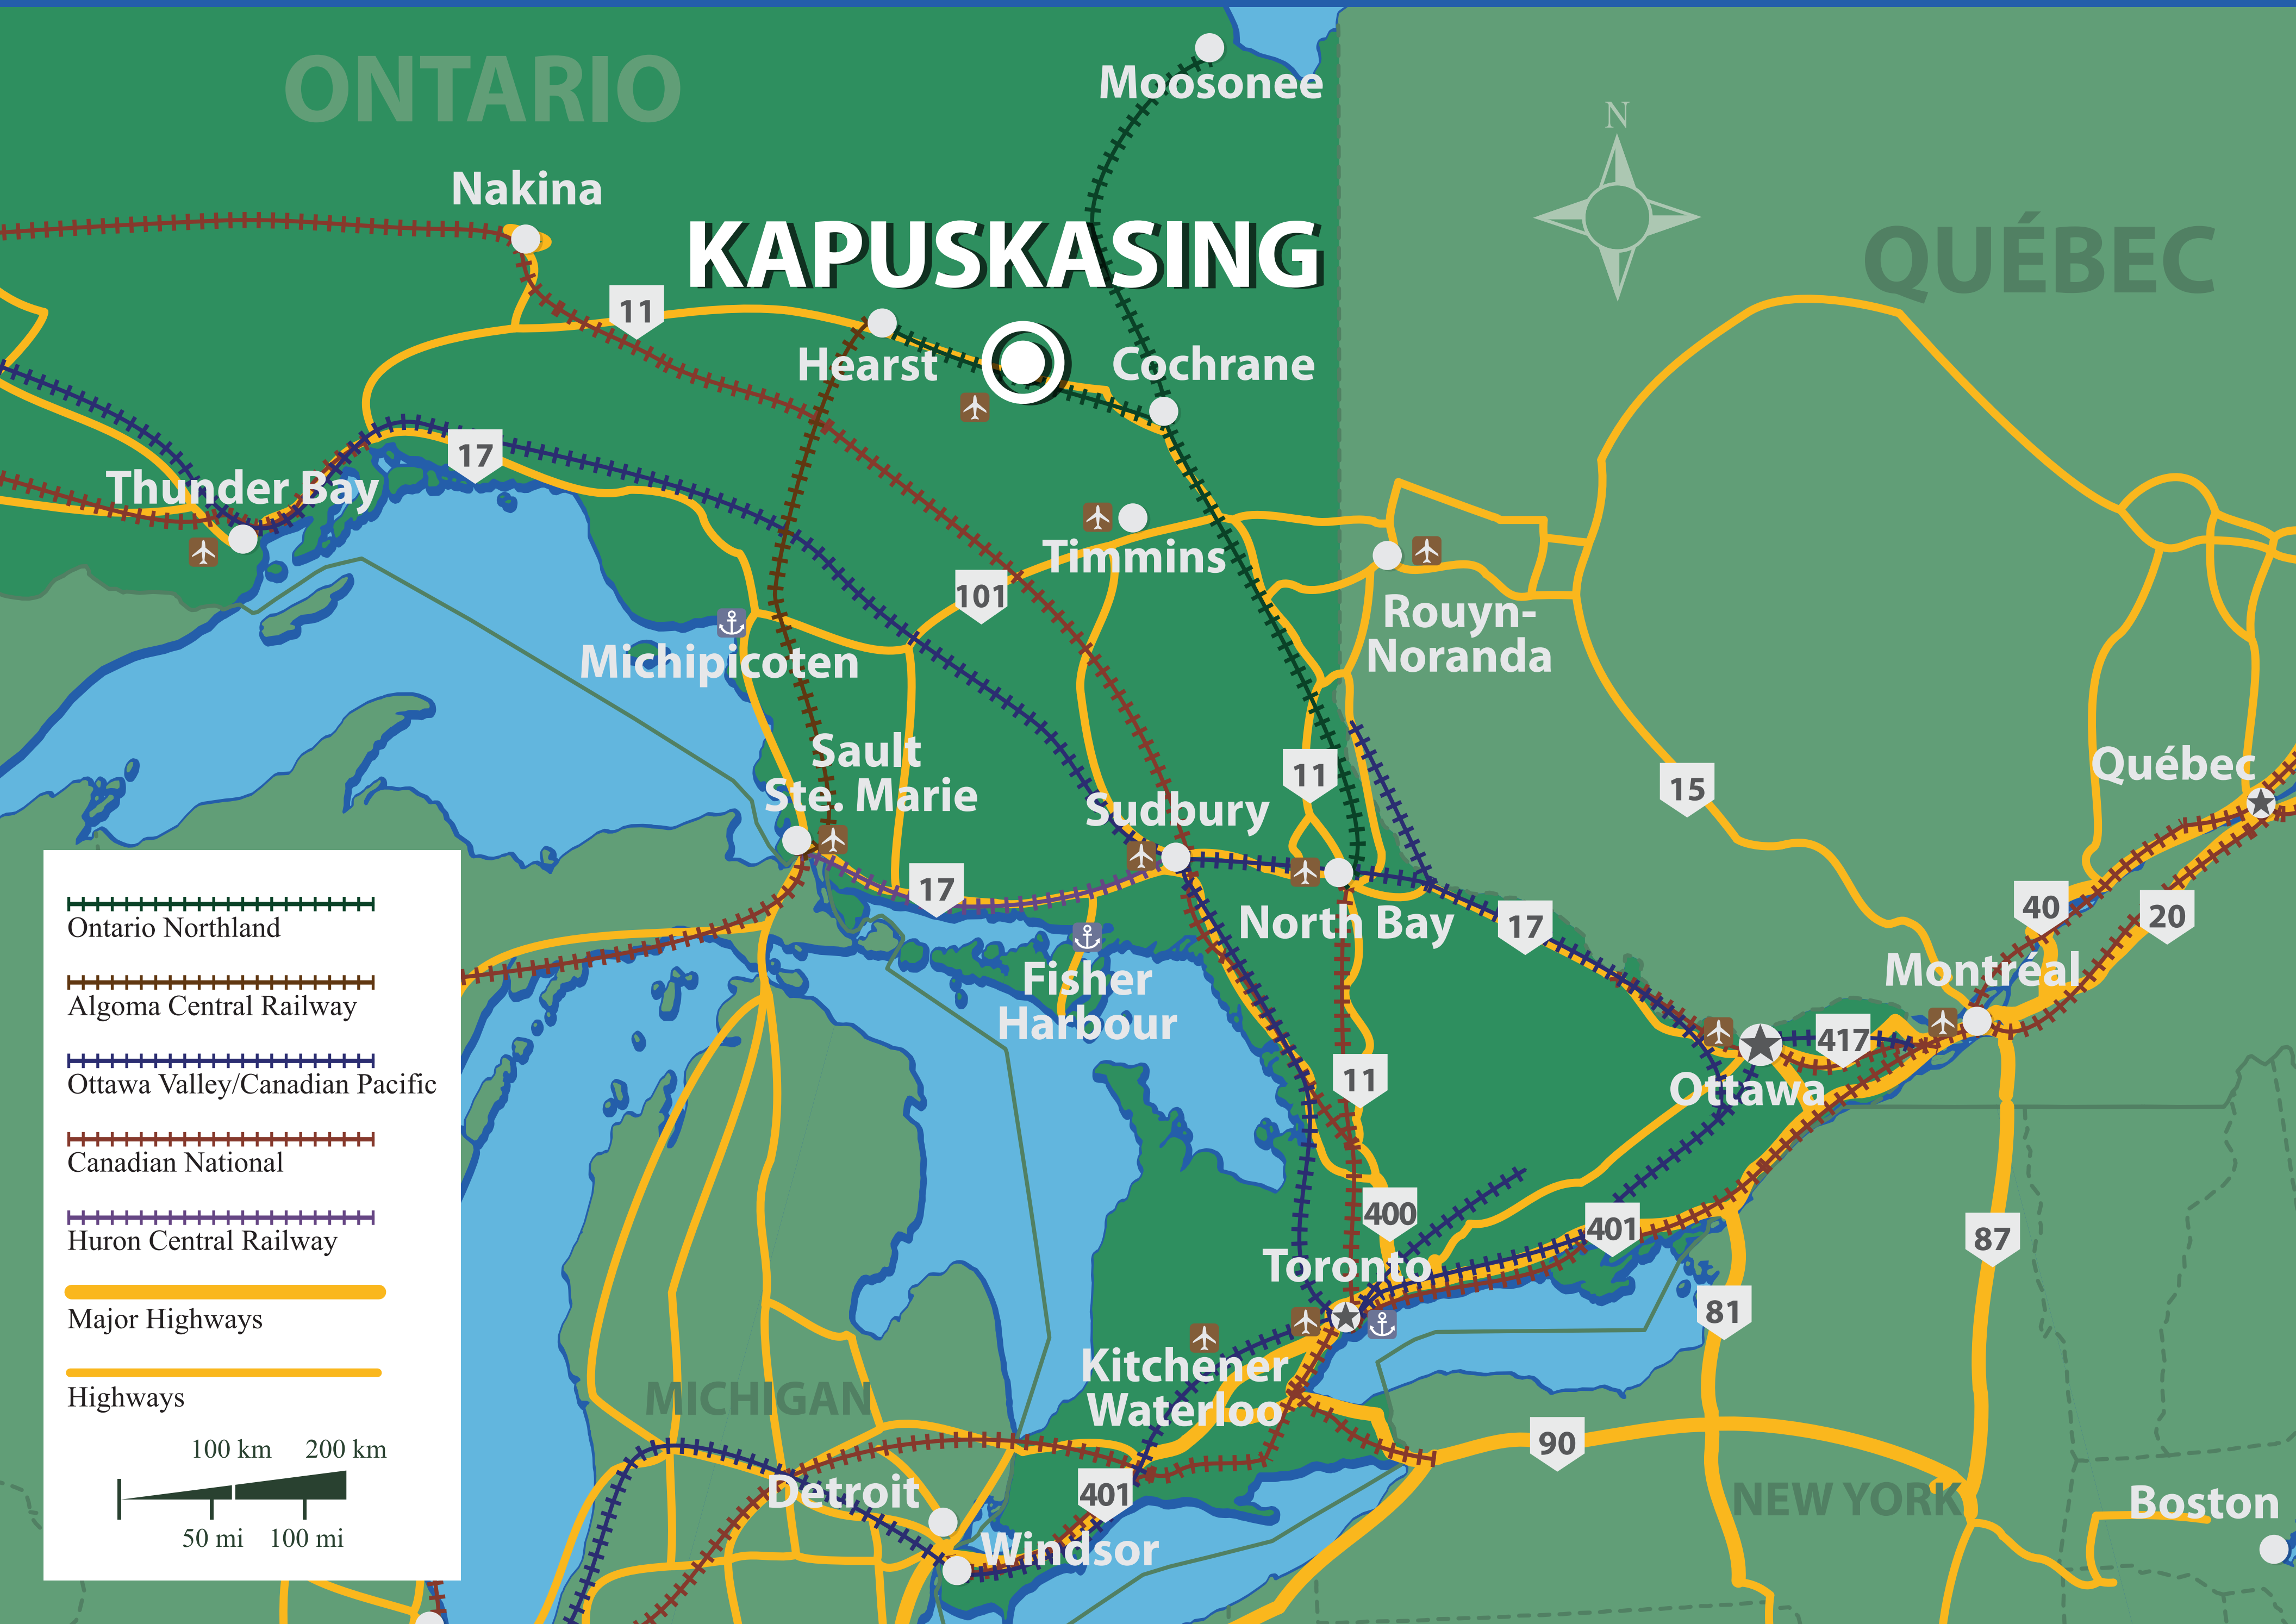 ONTARIO
Moosonee
N
Nakina
QUÉBEC
KAPUSKASING
11
Hearst
Cochrane
17
Thunder Bay
Timmins
101
Rouyn-
Noranda
Michipicoten
Sault
Ste. Marie
11
15
Québec
Sudbury
17
40
20
North Bay
17
Montréal
Fisher
Harbour
417
11
Ottawa
400
401
87
Toronto
81
Kitchener
Waterloo
MICHIGAN
90
Detroit
401
NEW YORK
Boston
Windsor
Ontario Northland
Algoma Central Railway
Ottawa Valley/Canadian Pacific
Canadian National
Huron Central Railway
Major Highways
Highways
100 km 200 km
50 mi 100 mi